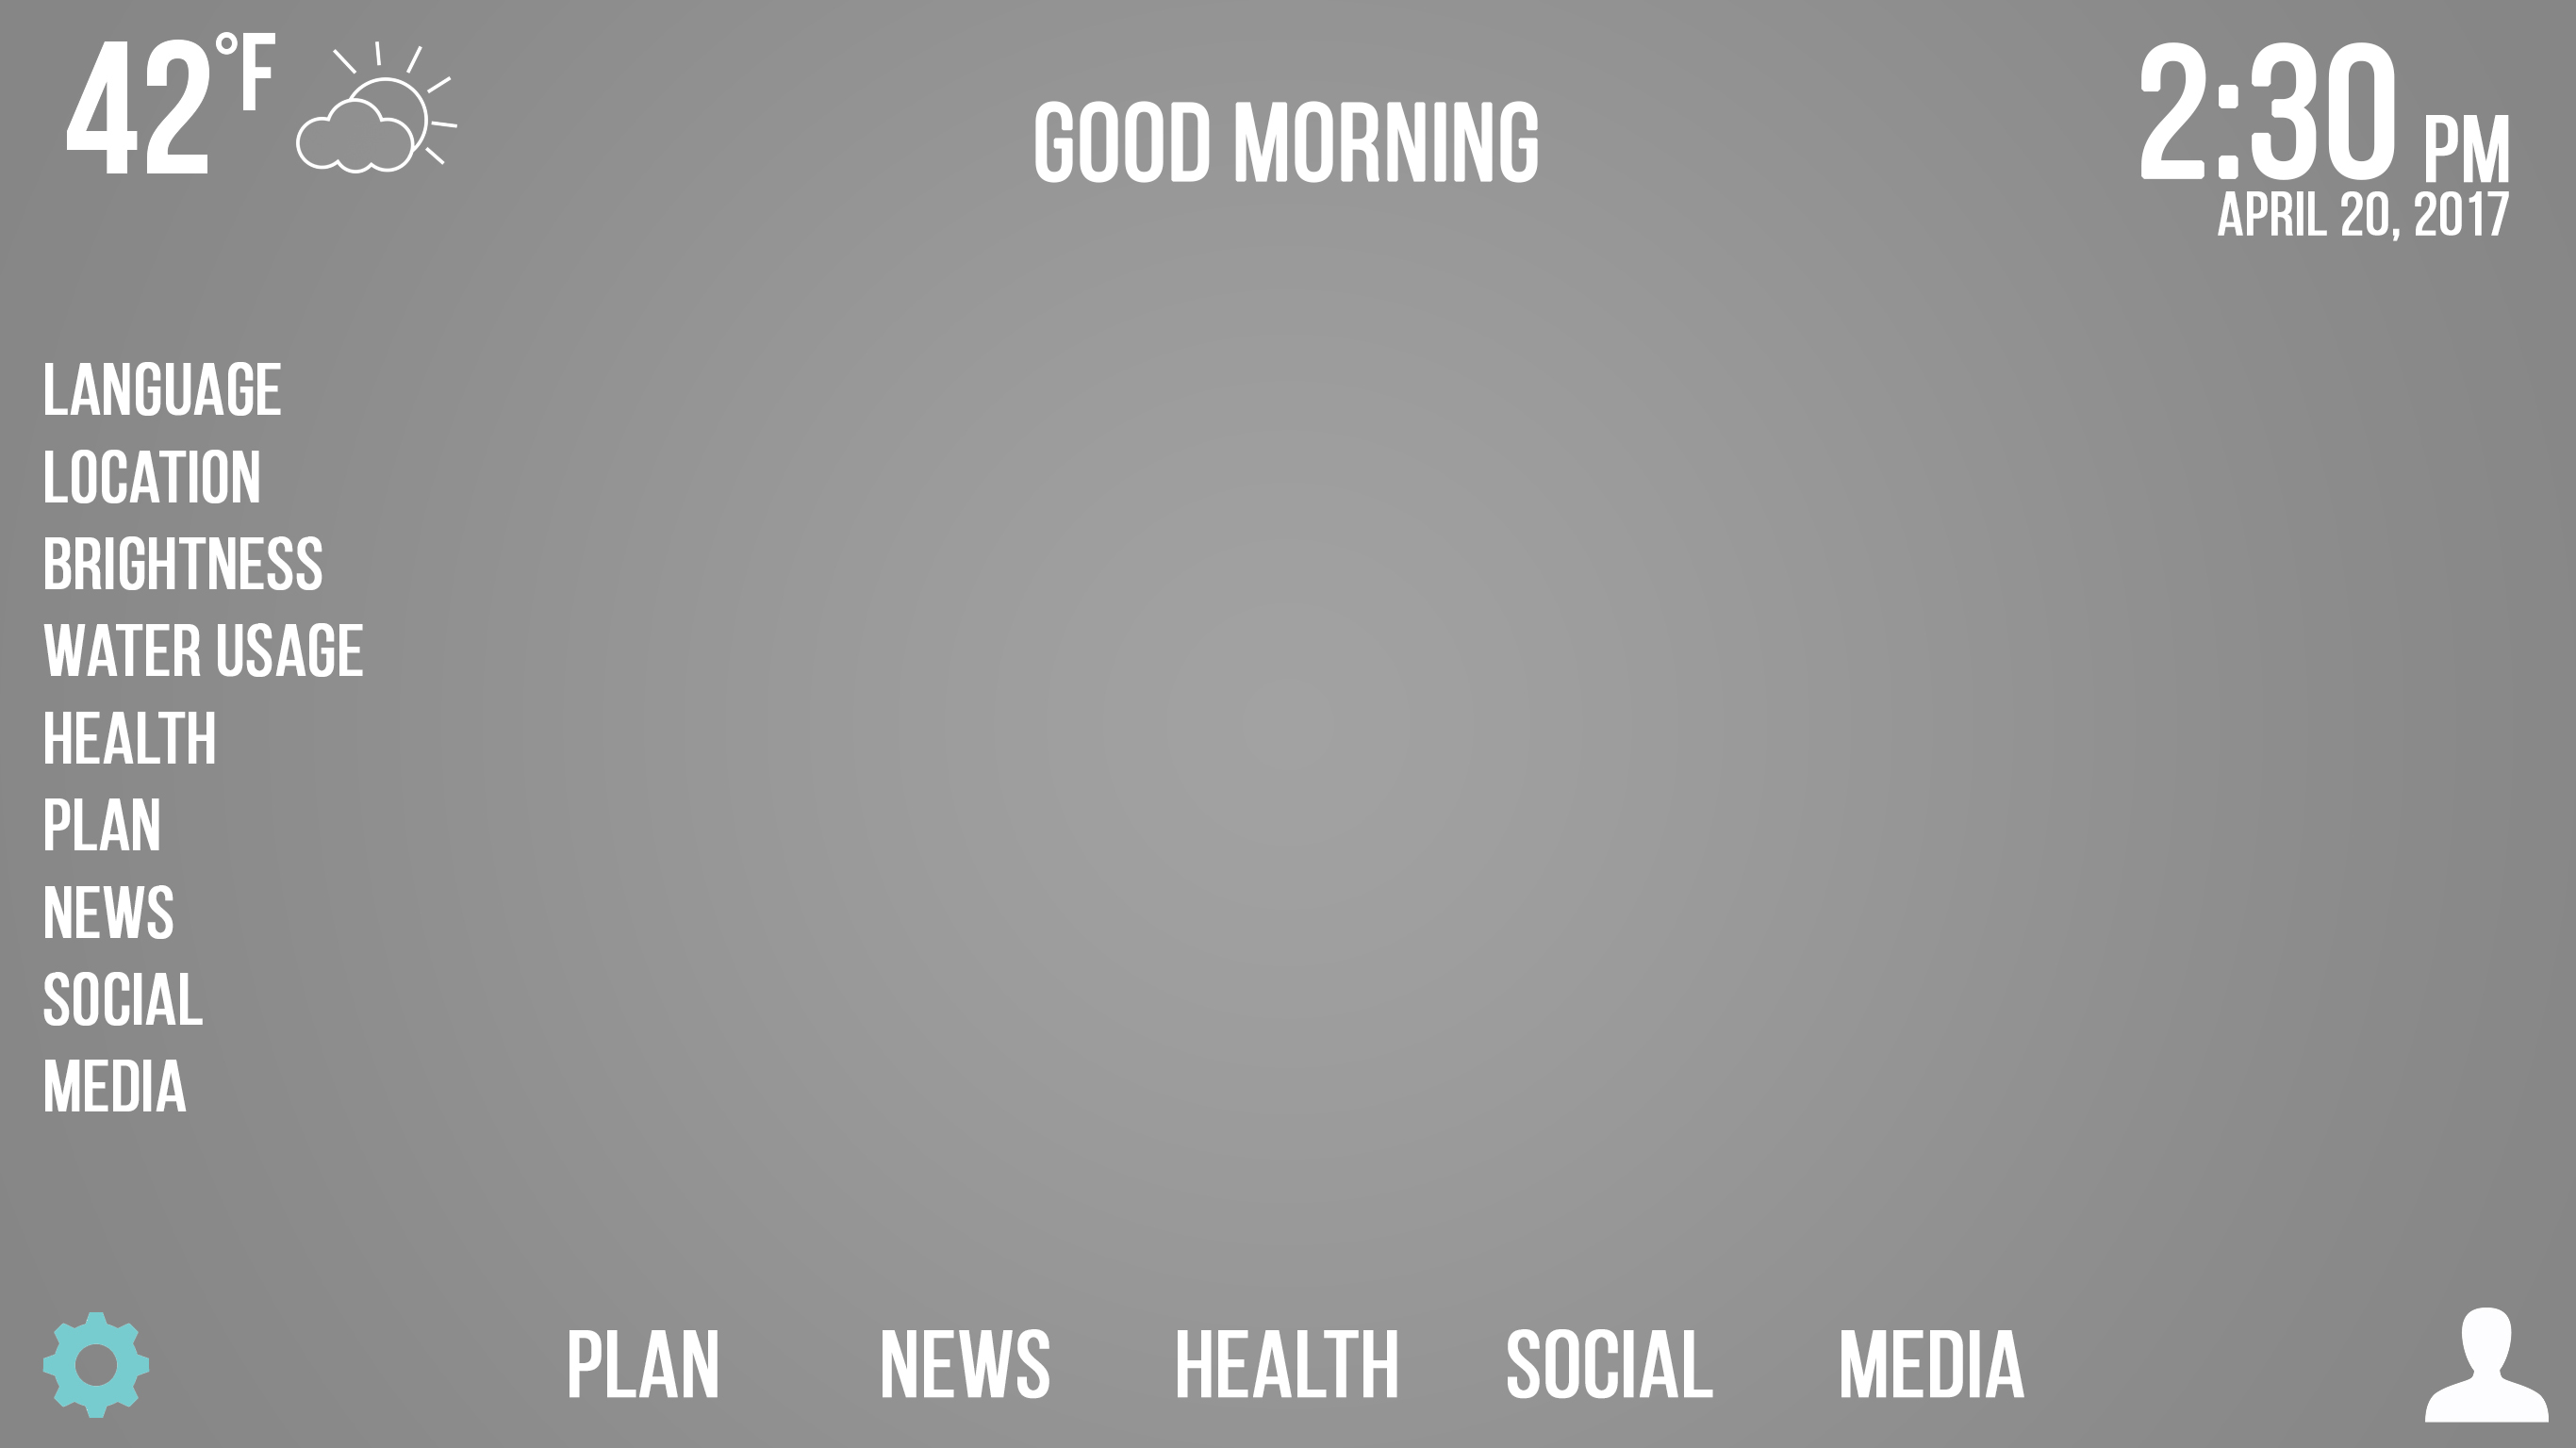 42°F
GOOD MORNING
2:30 PM
APRIL 20, 2017
LANGUAGE
LOCATION
BRIGHTNESS
WATER USAGE
HEALTH
PLAN
NEWS
SOCIAL
MEDIA
PLAN NEWS HEALTH SOCIAL MEDIA